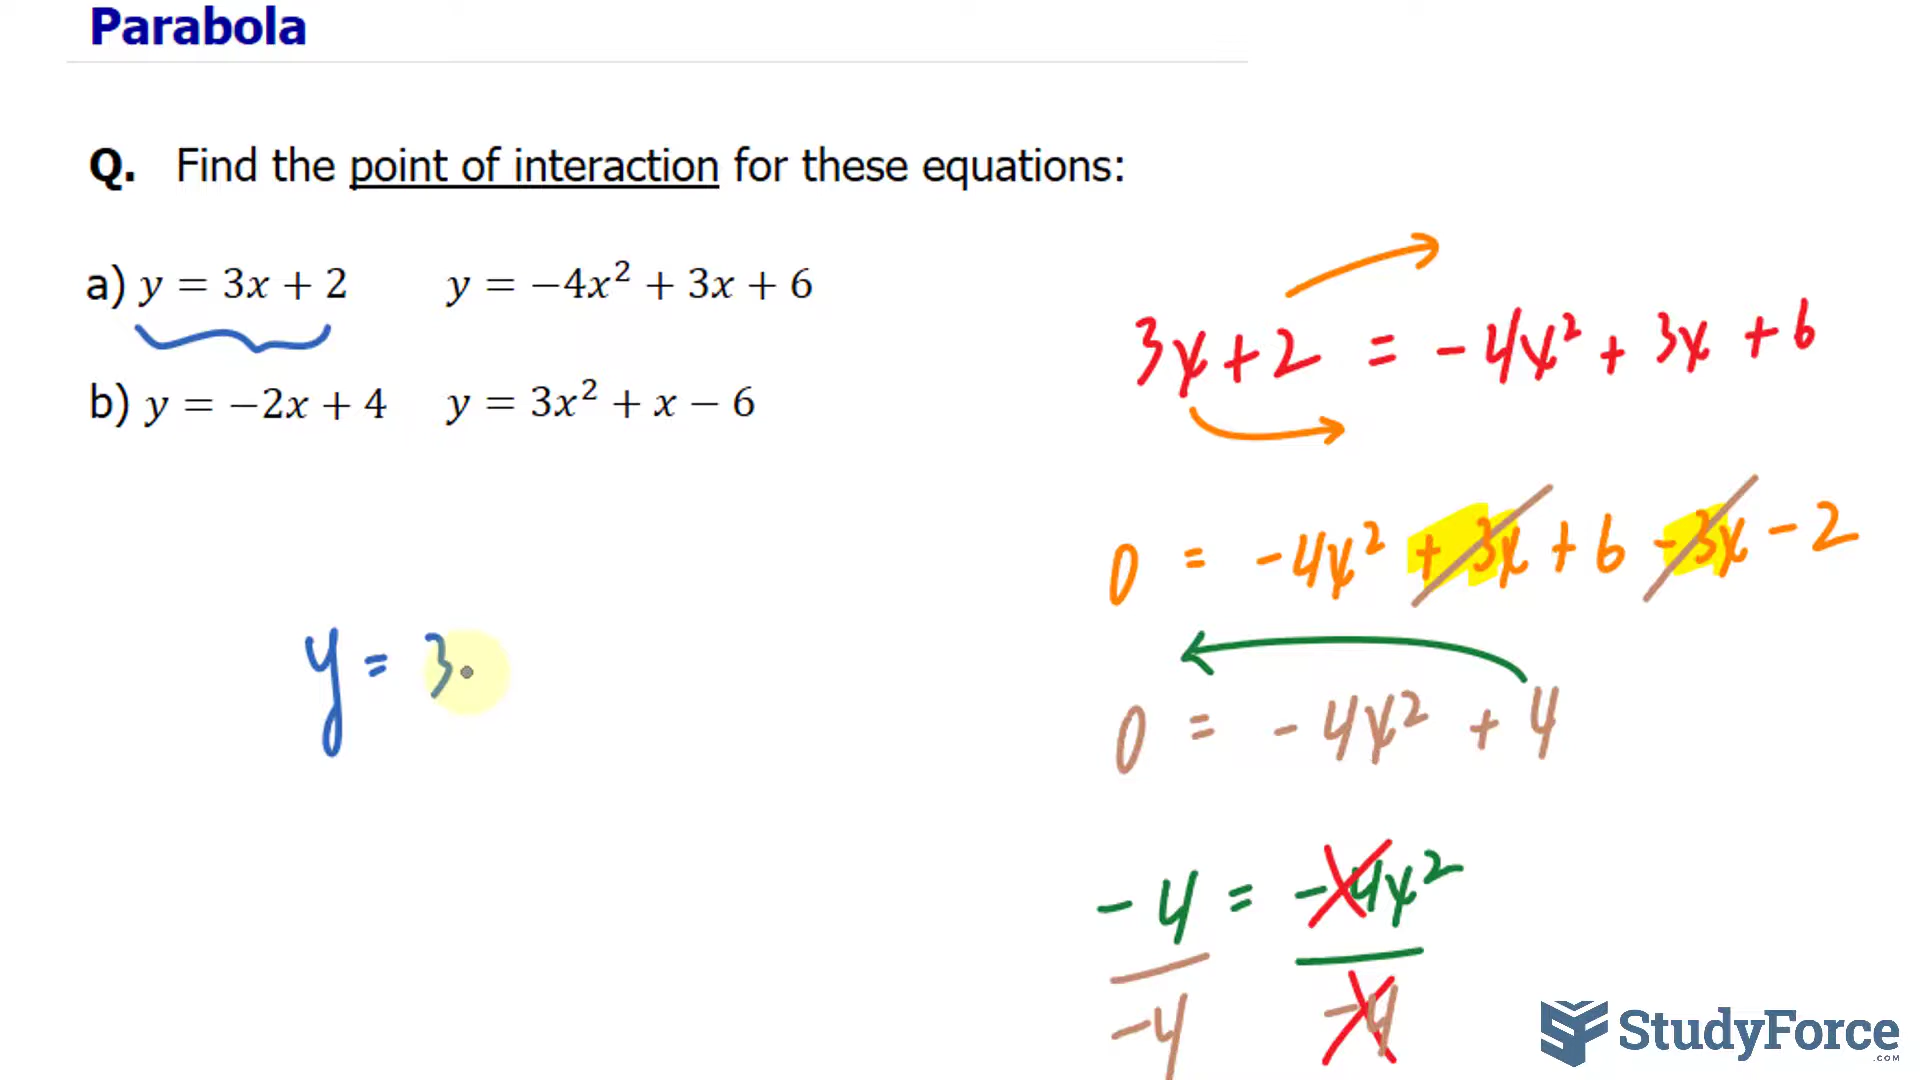 Parabola
Q. Find the point of interaction for these equations:
a) y = 3x + 2 y = −4x² + 3x + 6
b) y = −2x + 4 y = 3x² + x − 6
y = 3
3x + 2 = -4x² + 3x + 6
0 = -4x² + 3x + 6 - 3x - 2
0 = -4x² + 4
-4 = -4x²
-4 -4
StudyForce
.COM